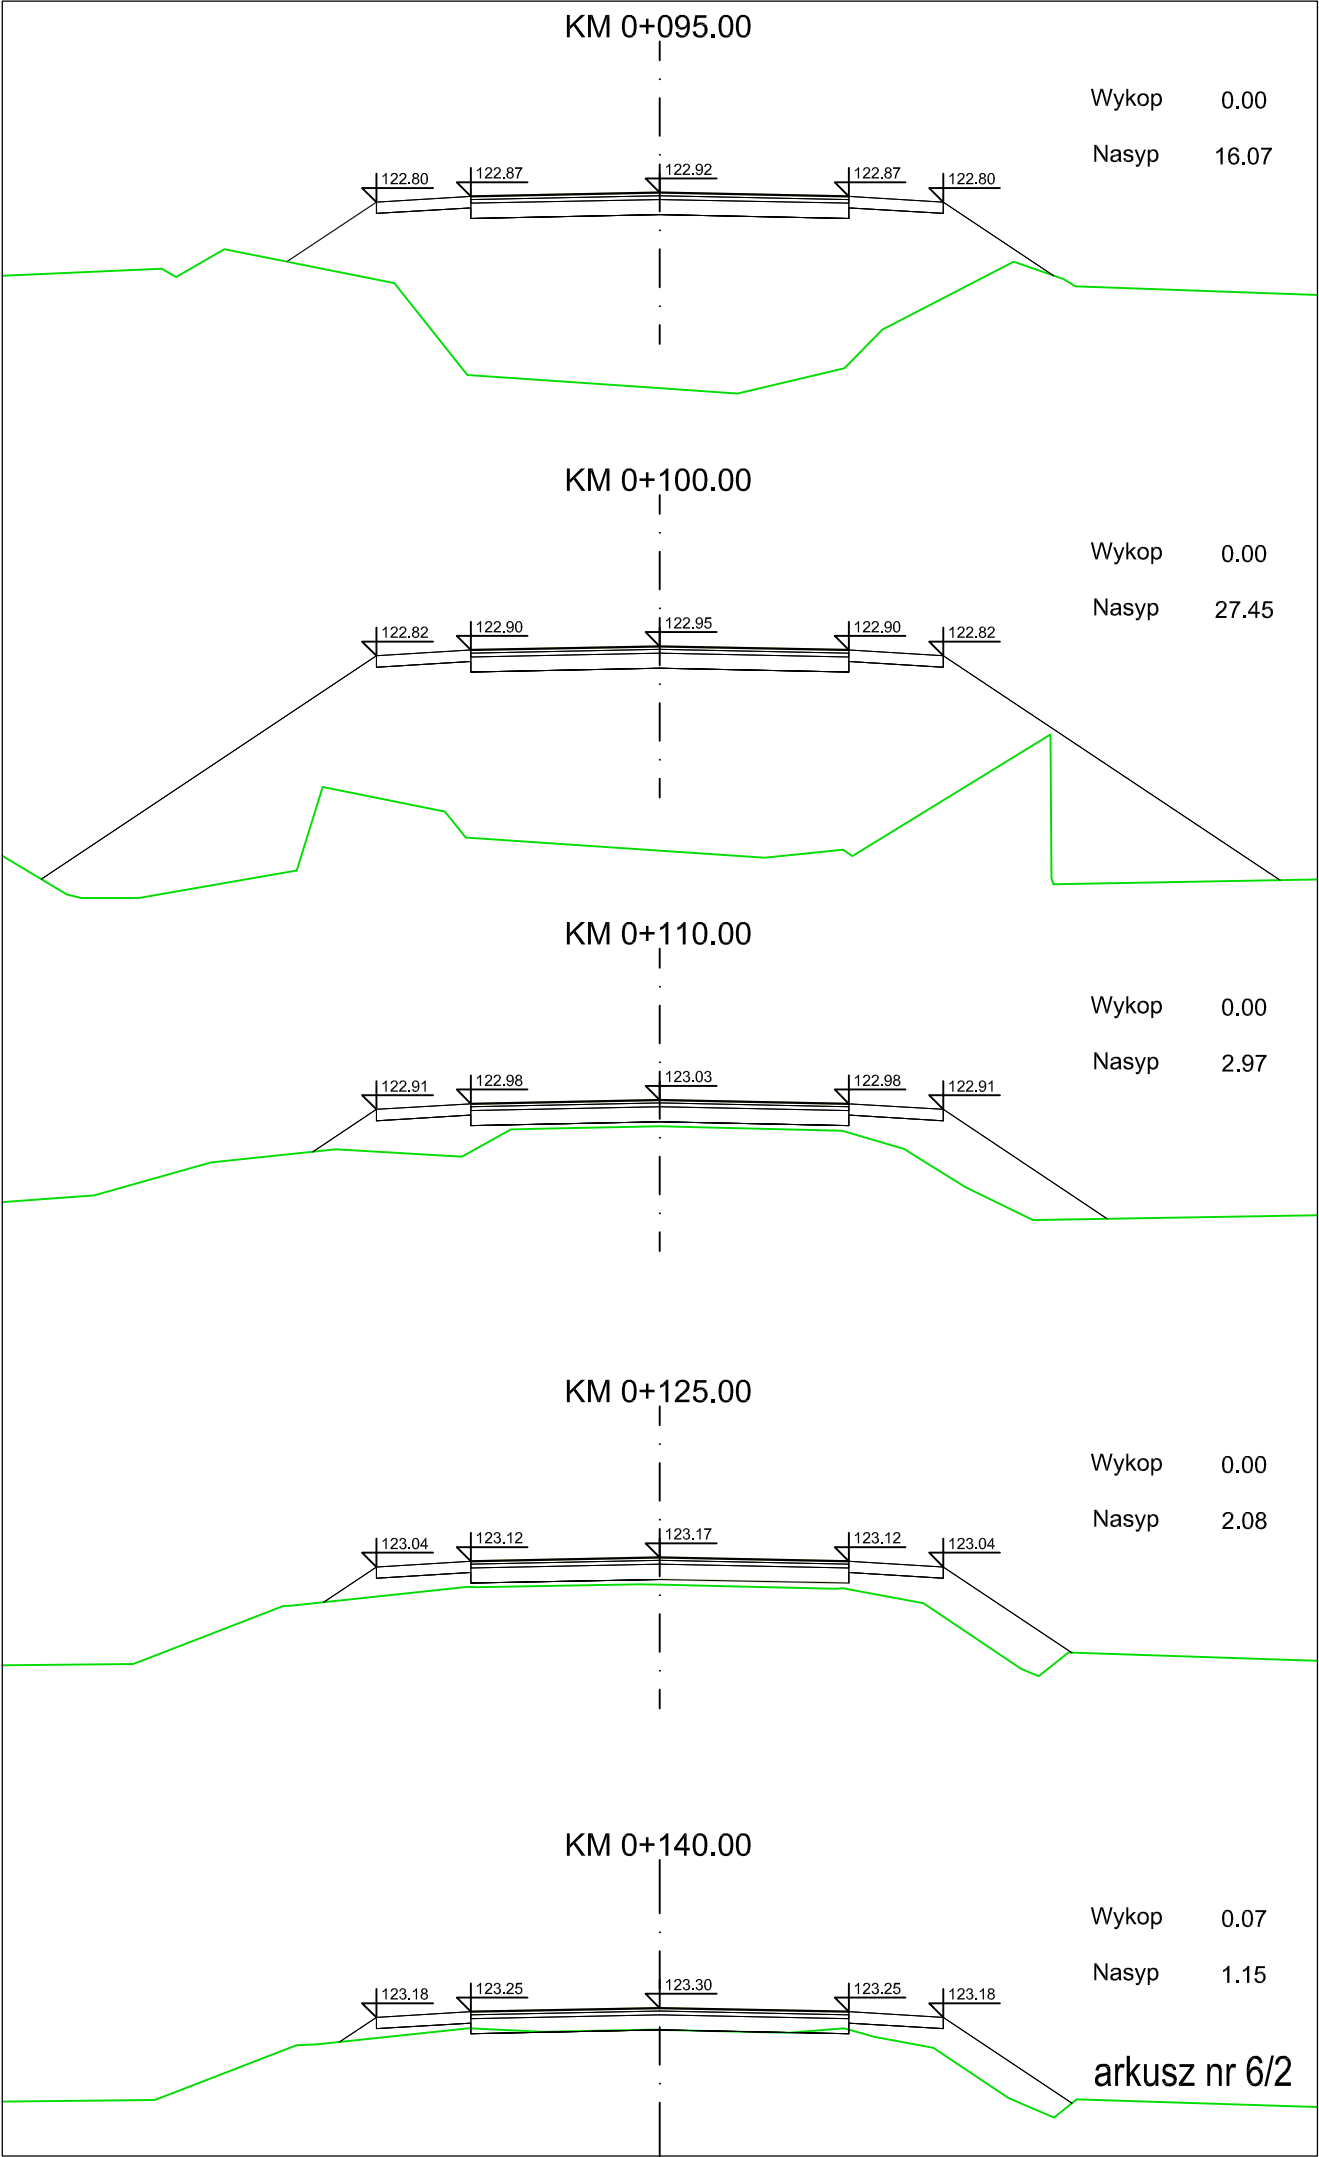 KM 0+095.00
Wykop 0.00
Nasyp 16.07
122.80 122.87 122.92 122.87 122.80
KM 0+100.00
Wykop 0.00
Nasyp 27.45
122.82 122.90 122.95 122.90 122.82
KM 0+110.00
Wykop 0.00
Nasyp 2.97
122.91 122.98 123.03 122.98 122.91
KM 0+125.00
Wykop 0.00
Nasyp 2.08
123.04 123.12 123.17 123.12 123.04
KM 0+140.00
Wykop 0.07
Nasyp 1.15
123.18 123.25 123.30 123.25 123.18
arkusz nr 6/2